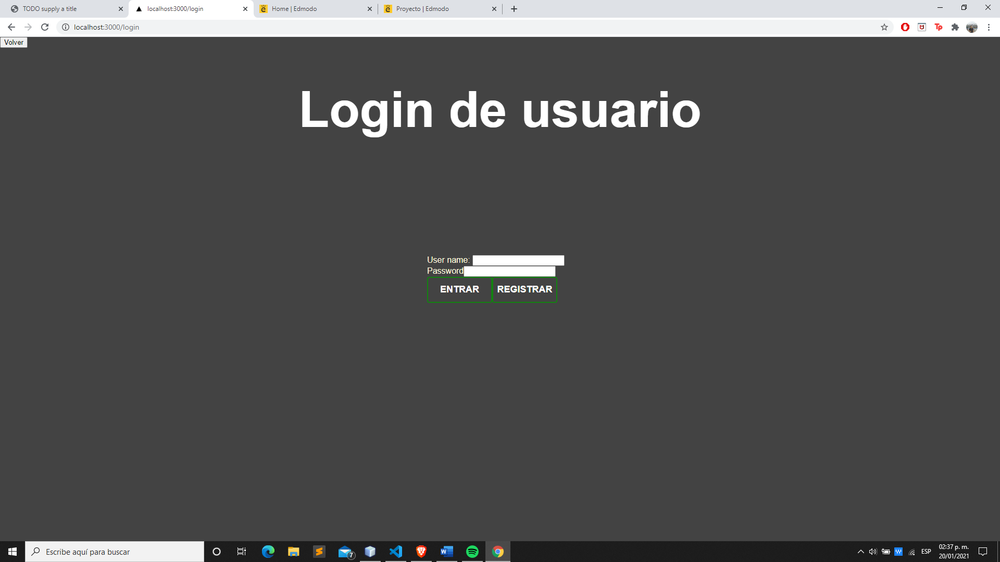 TODO supply a title
localhost:3000/login
Home | Edmodo
Proyecto | Edmodo
localhost:3000/login
Volver
Login de usuario
User name:
Password
ENTRAR REGISTRAR
Escribe aquí para buscar
7
ESP
02:37 p. m.
20/01/2021